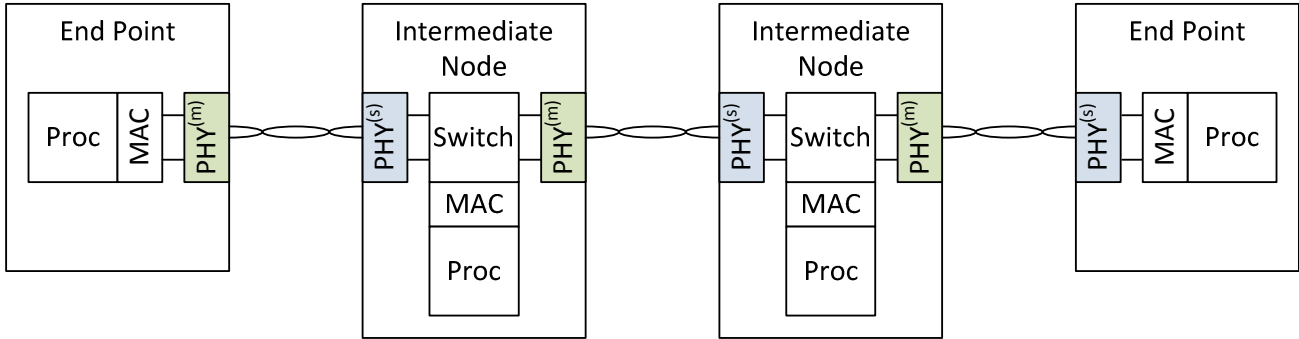 End Point
Proc
MAC
PHY(m)
Intermediate
Node
PHY(s)
Switch
PHY(m)
MAC
Proc
Intermediate
Node
PHY(s)
Switch
PHY(m)
MAC
Proc
End Point
PHY(s)
MAC
Proc